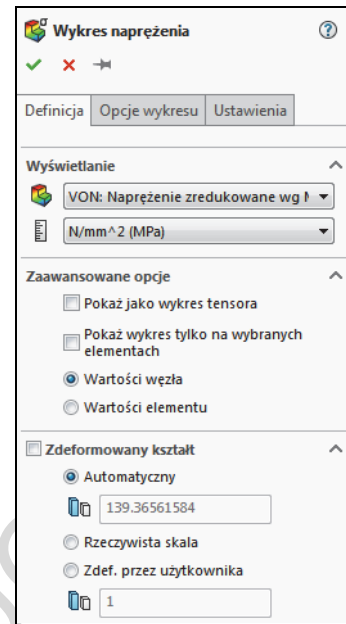 Wykres naprężenia
Definicja Opcje wykresu Ustawienia
Wyświetlanie
VON: Naprężenie zredukowane wg
N/mm^2 (MPa)
Zaawansowane opcje
Pokaż jako wykres tensora
Pokaż wykres tylko na wybranych
elementach
Wartości węzła
Wartości elementu
Zdeformowany kształt
Automatyczny
139.36561584
Rzeczywista skala
Zdef. przez użytkownika
1